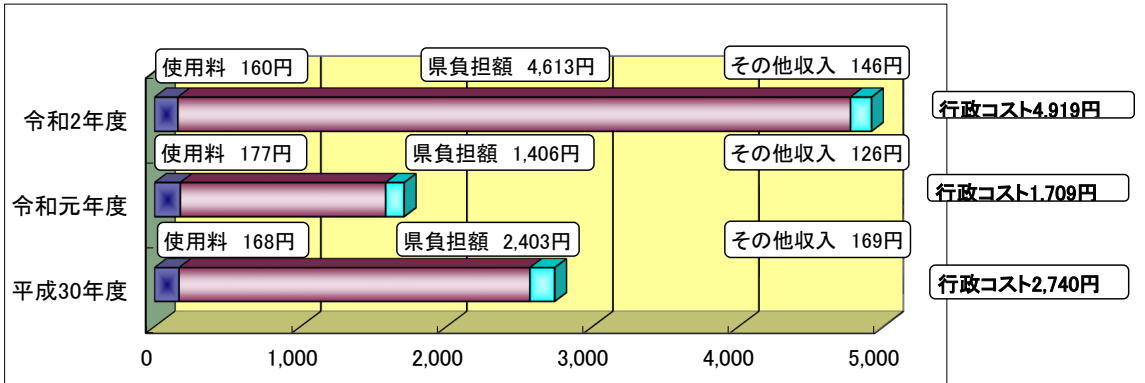 使用料 160円 県負担額 4,613円 その他収入 146円
令和2年度 行政コスト4,919円
使用料 177円 県負担額 1,406円 その他収入 126円
令和元年度 行政コスト1,709円
使用料 168円 県負担額 2,403円 その他収入 169円
平成30年度 行政コスト2,740円
0 1,000 2,000 3,000 4,000 5,000